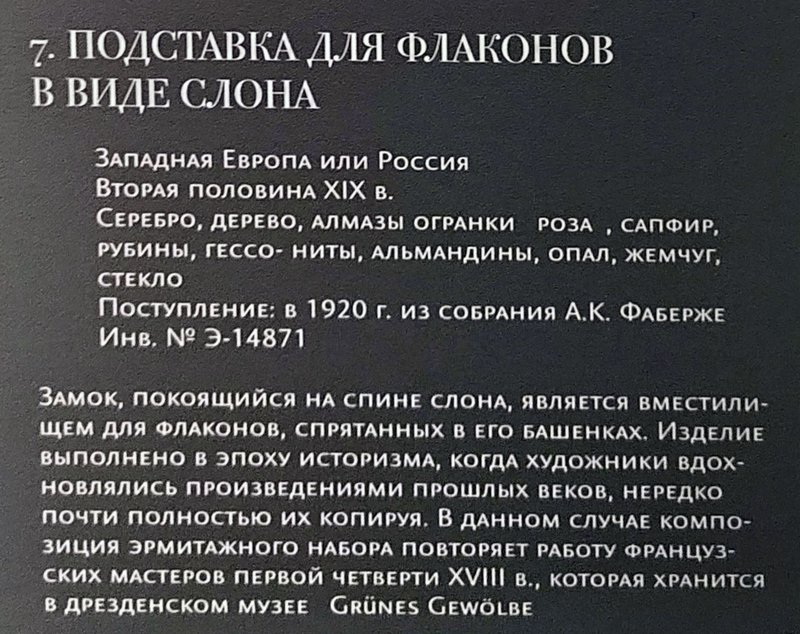 7. ПОДСТАВКА ДЛЯ ФЛАКОНОВ
В ВИДЕ СЛОНА
Западная Европа или Россия
Вторая половина XIX в.
Серебро, дерево, алмазы огранки роза , сапфир,
рубины, гессо- ниты, альмандины, опал, жемчуг,
стекло
Поступление: в 1920 г. из собрания А.К. Фаберже
Инв. № Э-14871
Замок, покоящийся на спине слона, является вместили-
щем для флаконов, спрятанных в его башенках. Изделие
выполнено в эпоху историзма, когда художники вдох-
новлялись произведениями прошлых веков, нередко
почти полностью их копируя. В данном случае компо-
зиция эрмитажного набора повторяет работу француз-
ских мастеров первой четверти XVIII в., которая хранится
в дрезденском музее Grünes Gewölbe